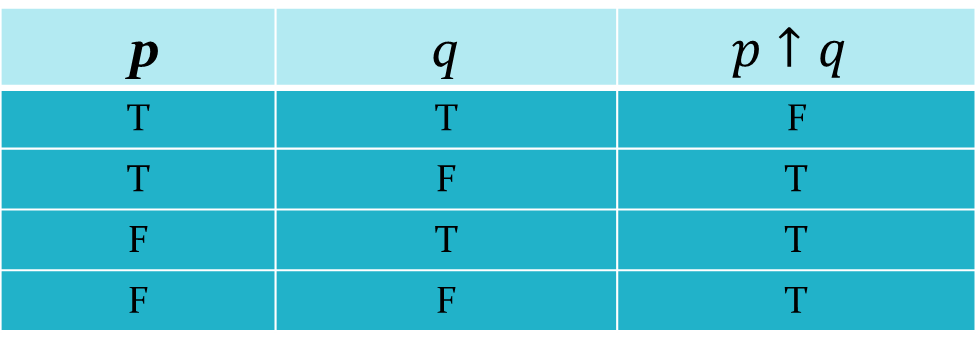 p q p ↑ q
T T F
T F T
F T T
F F T